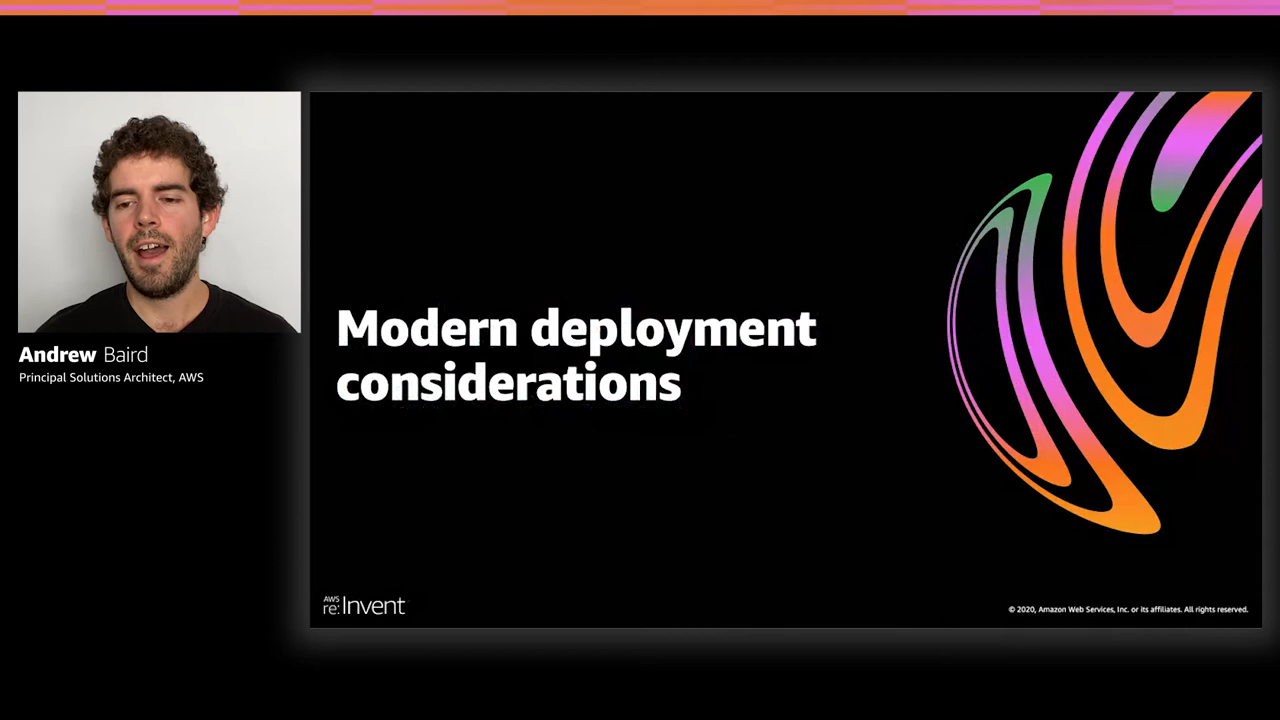 Andrew Baird
Principal Solutions Architect, AWS
Modern deployment
considerations
AWS
re:Invent
© 2020, Amazon Web Services, Inc. or its affiliates. All rights reserved.